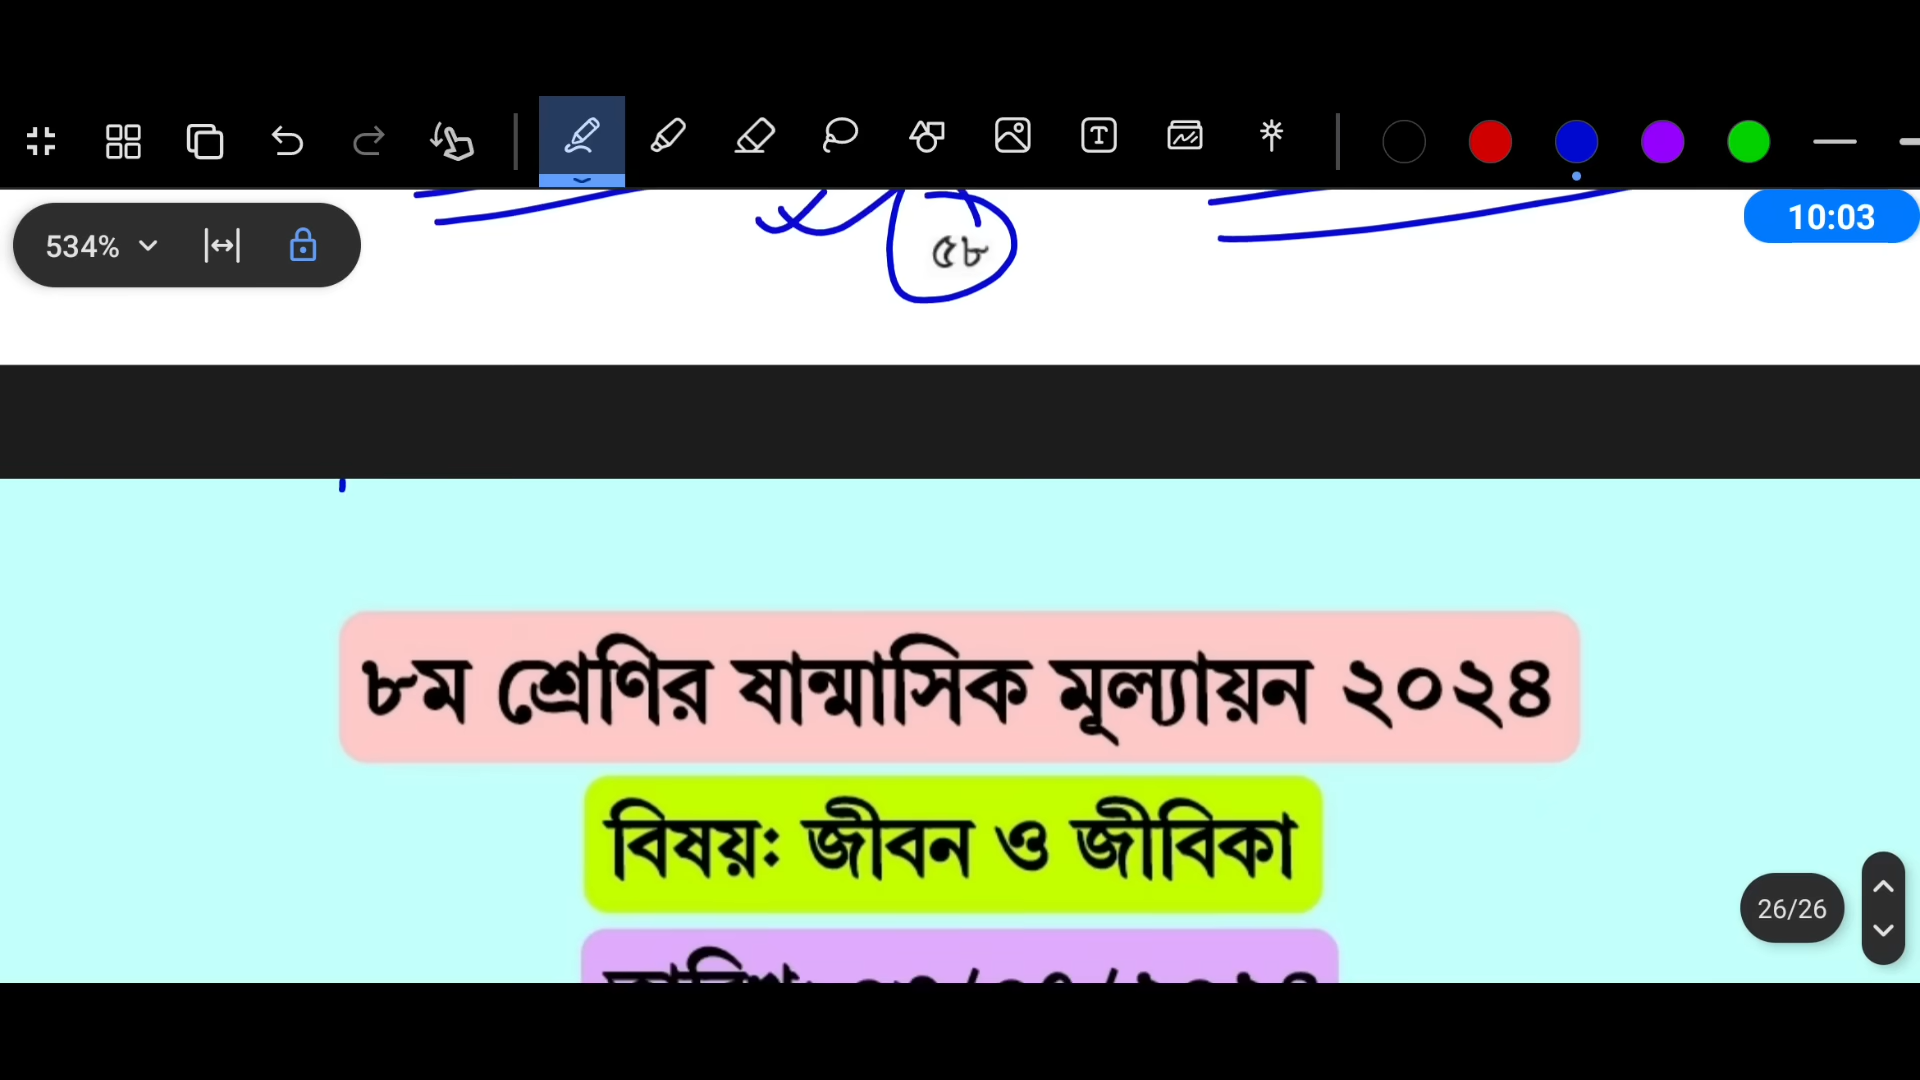 534%
10:03
৫৮
৮ম শ্রেণির ষান্মাসিক মূল্যায়ন ২০২৪
বিষয়ঃ জীবন ও জীবিকা
26/26